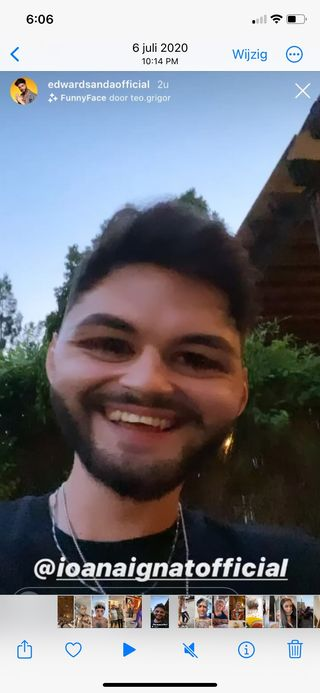 6:06
6 juli 2020
10:14 PM
Wijzig
edwardsandaofficial 2u
FunnyFace door teo.grigor
@ioanaignatofficial